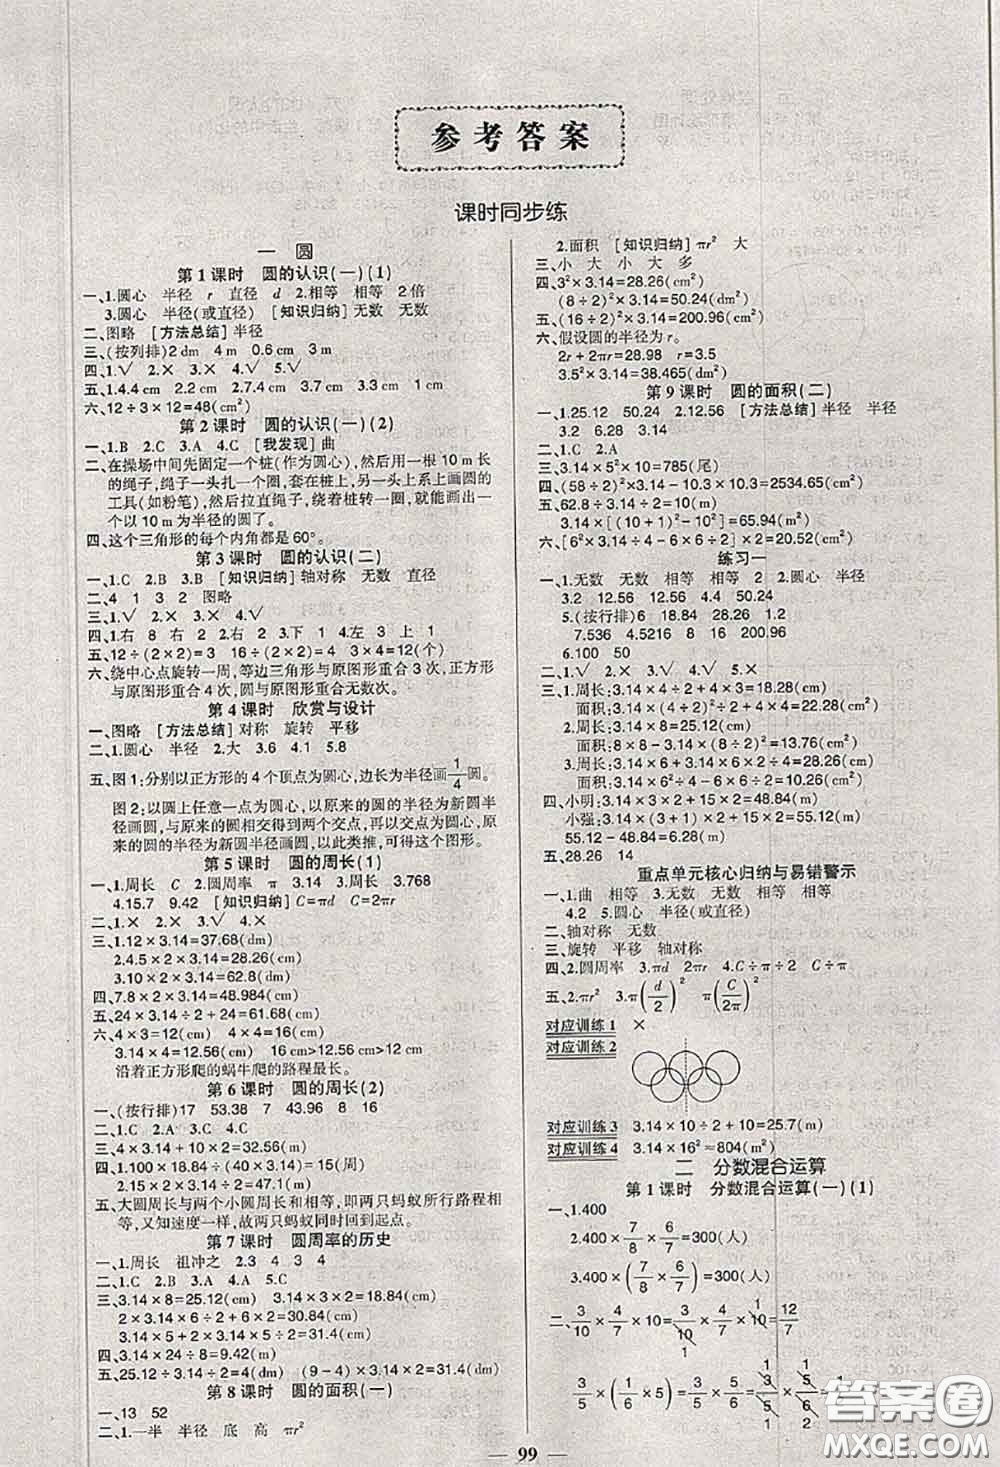 参考答案
课时同步练
一 圆
第1课时 圆的认识(一)(1)
一、1.圆心 半径 r 直径 d 2.相等 相等 2倍
3.圆心 半径(或直径) [知识归纳]无数 无数
二、图略 [方法总结]半径
三、(按列排)2 dm 4 m 0.6 cm 3 m
四、1.√ 2.× 3.× 4.√ 5.√
五、1.4.4 cm 2.2 cm 2.7.4 cm 3.7 cm 3.3 cm 1.2 cm
六、12÷3×12=48(cm²)
第2课时 圆的认识(一)(2)
一、1.B 2.C 3.A 4.C [我发现]曲
二、在操场中间先固定一个桩(作为圆心),然后用一根10 m长
的绳子,绳子一头扎一个圈,套在桩上,另一头系上画圆的
工具(如粉笔),然后拉直绳子,绕着桩转一圈,就能画出一
个以10 m为半径的圆了。
四、这个三角形的每个内角都是60°。
第3课时 圆的认识(二)
一、1.C 2.B 3.B [知识归纳]轴对称 无数 直径
二、4 1 3 2 图略
三、1.√ 2.× 3.√ 4.×
四、1.右 8 右 2 2.下 4 左 3 上 1
五、12÷(2×2)=3(个) 12÷(2×2)=3 4×3=12(个)
六、绕中心点旋转一周,等边三角形与原图形重合3次,正方形
与原图形重合4次,圆与原图形重合无数次。
第4课时 欣赏与设计
一、图略 [方法总结]对称 旋转 平移
二、1.圆心 半径 2.大 3.6 4.1 5.8
五、图1:分别以正方形的4个顶点为圆心,边长为半径画1/4圆。
图2:以圆上任意一点为圆心,以原来的圆的半径为新圆半
径画圆,与原来的圆相交得到两个交点,再以交点为圆心,原
来的圆的半径为新圆半径画圆,以此类推,可得到这个图形。
第5课时 圆的周长(1)
一、1.周长 C 2.圆周率 π 3.14 3.768
4.15.7 9.42 [知识归纳]C=πd C=2πr
二、1.× 2.× 3.√ 4.×
三、1.12×3.14=37.68(dm)
2.4.5×2×3.14=28.26(cm)
3.10×2×3.14=62.8(m)
四、7.8×2×3.14=48.984(cm)
五、24×3.14÷2+24=61.68(cm)
六、4×3=12(cm) 4×4=16(cm)
3.14×4=12.56(cm) 16cm>12.56cm>12cm
沿着正方形爬的蜗牛爬的路程最长。
第6课时 圆的周长(2)
一、(按行排)17 53.38 7 43.96 8 16
二、1.C 2.A 3.C 4.C
三、4×3.14+10×2=32.56(m)
四、1.100×18.84÷(3.14×40)=15(周)
五、大圆周长与两个小圆周长和相等,即两只蚂蚁所行路程相
等,又知速度一样,故两只蚂蚁同时回到起点。
第7课时 圆周率的历史
一、1.周长 祖冲之 2.3 4 3 4
二、1.C 2.B 3.A 4.C 5.B
三、3.14×8=25.12(cm) 3.14×3×2=18.84(cm)
2×3.14×6÷2+6×2=30.84(cm)
3.14×5+3.14×5×2÷2=31.4(cm)
四、3.14×24÷8=9.42(m)
五、25.12÷3.14÷2=4(dm) (9-4)×3.14×2=31.4(dm)
第8课时 圆的面积(一)
一、13 52
二、1.一半 半径 底 高 πr²
2.面积 [知识归纳]πr² 大
三、小 大 小 大 多
四、3²×3.14=28.26(cm²)
(8÷2)²×3.14=50.24(dm²)
五、(16÷2)²×3.14=200.96(cm²)
六、假设圆的半径为r。
2r+2πr=28.98 r=3.5
3.5²×3.14=38.465(dm²)
第9课时 圆的面积(二)
一、1.25.12 50.24 2.12.56 [方法总结]半径 半径
3.2 6.28 3.14
二、1.C 2.B 3.B
三、3.14×5²×10=785(尾)
四、(58÷2)²×3.14-10.3×10.3=2534.65(cm²)
五、62.8÷3.14÷2=10(m)
3.14×[(10+1)²-10²]=65.94(m²)
六、[6²×3.14÷4-6×6÷2]×2=20.52(cm²)
练习一
一、1.无数 无数 相等 相等 2 2.圆心 半径
3.2 12.56 12.56 4.9 28.26
5.(按行排)6 18.84 28.26 1.2
7.536 4.5216 8 16 200.96
6.100 50
二、1.√ 2.× 3.√ 4.× 5.×
三、1.周长:3.14×4÷2+4×3=18.28(cm)
面积:3.14×(4÷2)²÷2+4×4=22.28(cm²)
2.周长:3.14×8=25.12(cm)
面积:8×8-3.14×(8÷2)²=13.76(cm²)
3.周长:3.14×6×2÷4+8×2=25.42(cm)
面积:3.14×6²÷4-6×(8-6)÷2=22.26(cm²)
四、小明:3.14×6×2÷2+15×2=48.84(m)
小强:3.14×(3+1)×2+15×2=55.12(m)
55.12-48.84=6.28(m)
五、28.26 14
重点单元核心归纳与易错警示
一、1.曲 相等 2.无数 无数 相等 相等 3.2
4.2 5.圆心 半径(或直径)
二、轴对称 无数
三、旋转 平移 轴对称
四、2.圆周率 3.πd 2πr 4.C÷π÷2 C÷π
五、2.πr² 3.π(d/2)² π(C/2π)²
对应训练1 ×
对应训练2
对应训练3 3.14×10÷2+10=25.7(m)
对应训练4 3.14×16²≈804(m²)
二 分数混合运算
第1课时 分数混合运算(一)(1)
一、1.400
2.400×7/8×6/7=300(人)
3.400×(7/8×6/7)=300(人)
二、3/10×4/7×10=3/10×4/7×10=12/7
3/5×(1/6×5)=3/5×5/6=1/2
99
答案圈
MXQE.COM